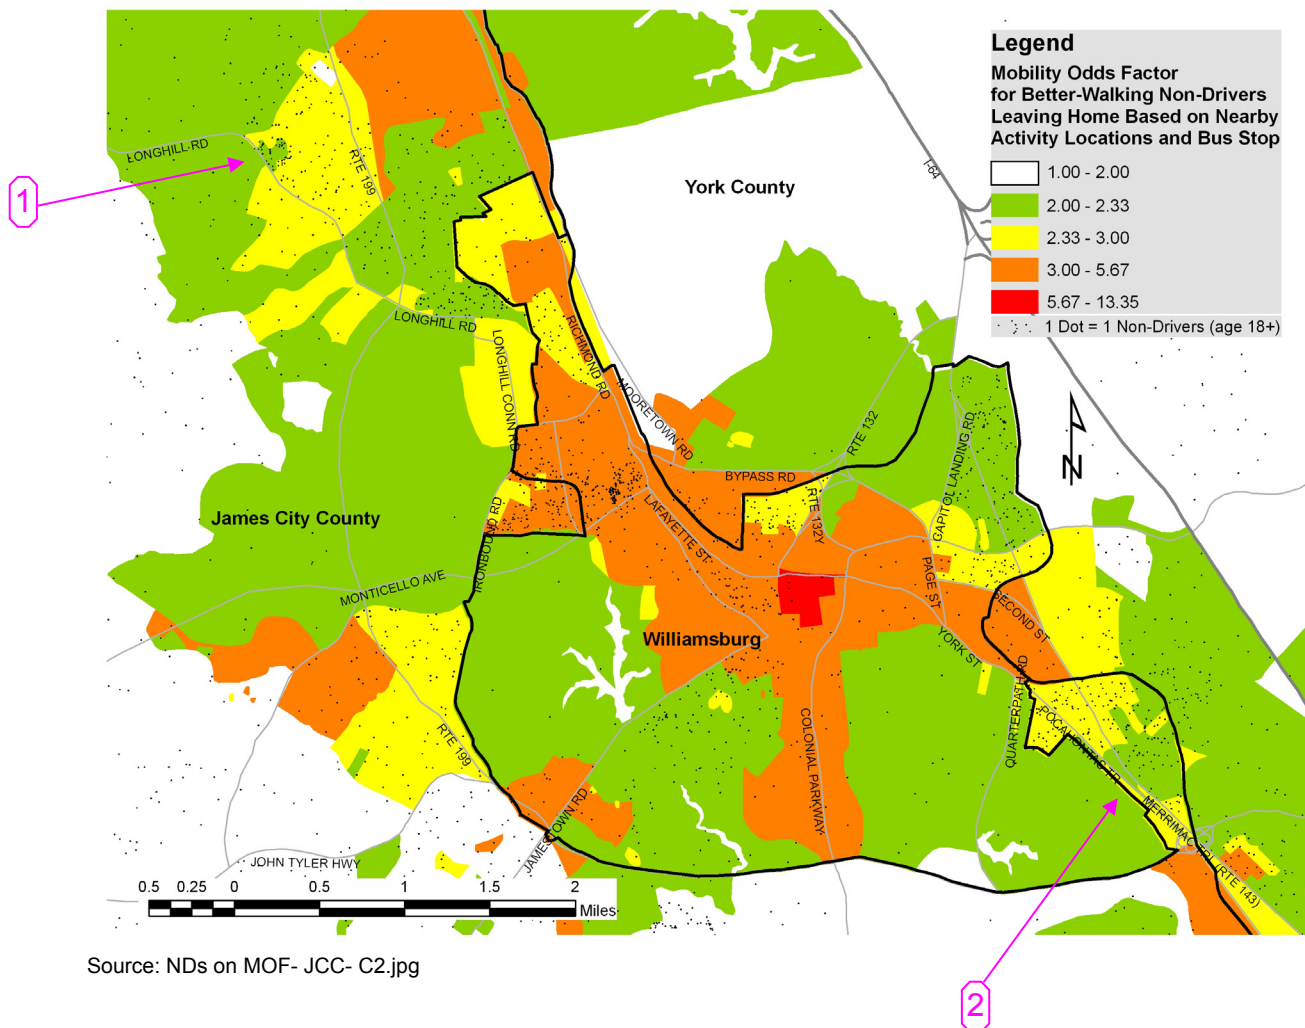 Legend
Mobility Odds Factor
for Better-Walking Non-Drivers
Leaving Home Based on Nearby
Activity Locations and Bus Stop
1.00 - 2.00
2.00 - 2.33
2.33 - 3.00
3.00 - 5.67
5.67 - 13.35
1 Dot = 1 Non-Drivers (age 18+)
I-64
York County
LONGHILL RD
RTE 199
1
LONGHILL RD
LONGHILL CONN RD
RICHMOND RD
MOORETOWN RD
RTE 132
BYPASS RD
CAPITOL LANDING RD
N
James City County
IRONBOUND RD
LAFAYETTE ST
RTE 132Y
PAGE ST
MONTICELLO AVE
SECOND ST
Williamsburg
YORK ST
QUARTERPATH RD
POCAHONTAS TR
COLONIAL PARKWAY
RTE 199
JAMESTOWN RD
MERRIMAC TRL (RTE 143)
JOHN TYLER HWY
0.5 0.25 0 0.5 1 1.5 2
Miles
Source: NDs on MOF- JCC- C2.jpg
2